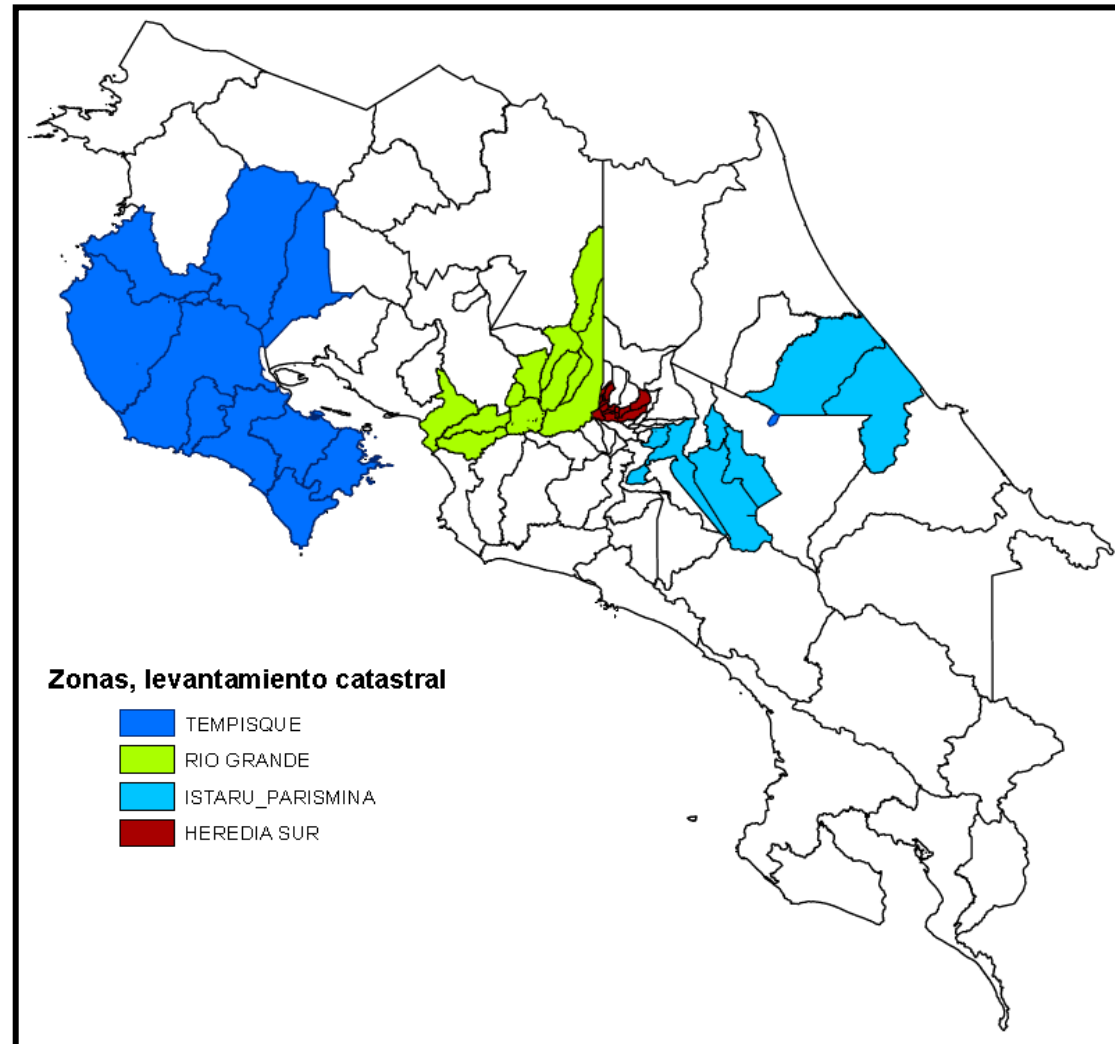 Zonas, levantamiento catastral
TEMPISQUE
RIO GRANDE
ISTARU_PARISMINA
HEREDIA SUR